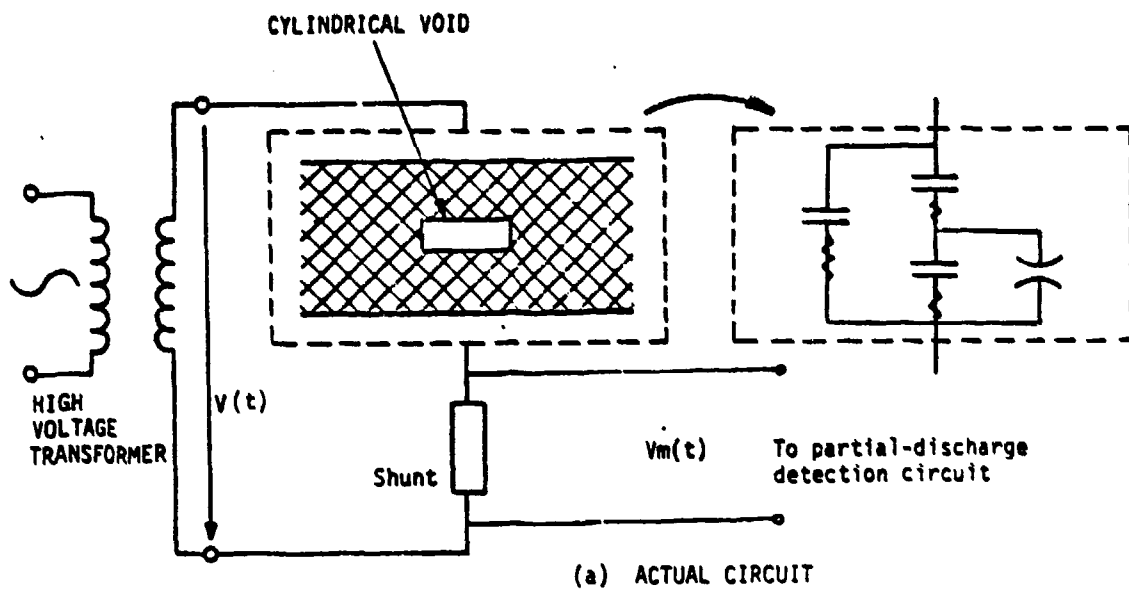 CYLINDRICAL VOID
HIGH
VOLTAGE
TRANSFORMER
V(t)
Shunt
Vm(t)
To partial-discharge
detection circuit
(a) ACTUAL CIRCUIT